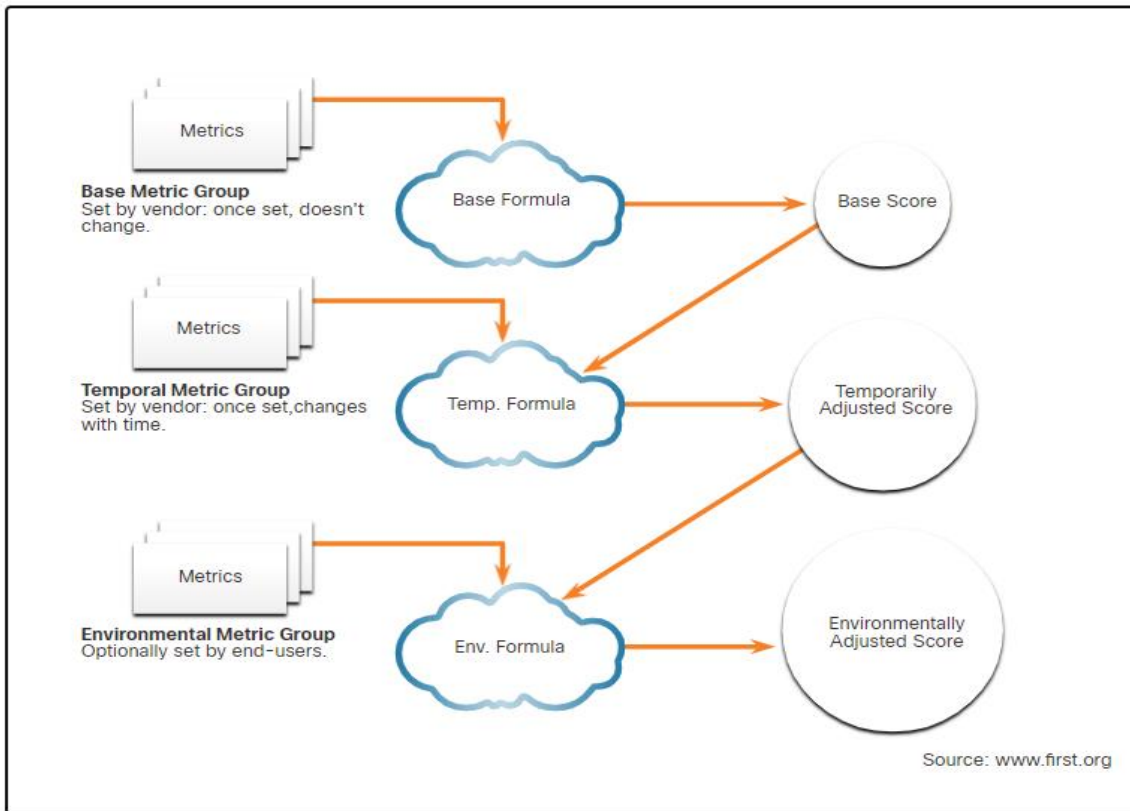 Metrics
Base Metric Group
Set by vendor: once set, doesn't
change.
Base Formula
Base Score
Metrics
Temporal Metric Group
Set by vendor: once set,changes
with time.
Temp. Formula
Temporarily
Adjusted Score
Metrics
Environmental Metric Group
Optionally set by end-users.
Env. Formula
Environmentally
Adjusted Score
Source: www.first.org